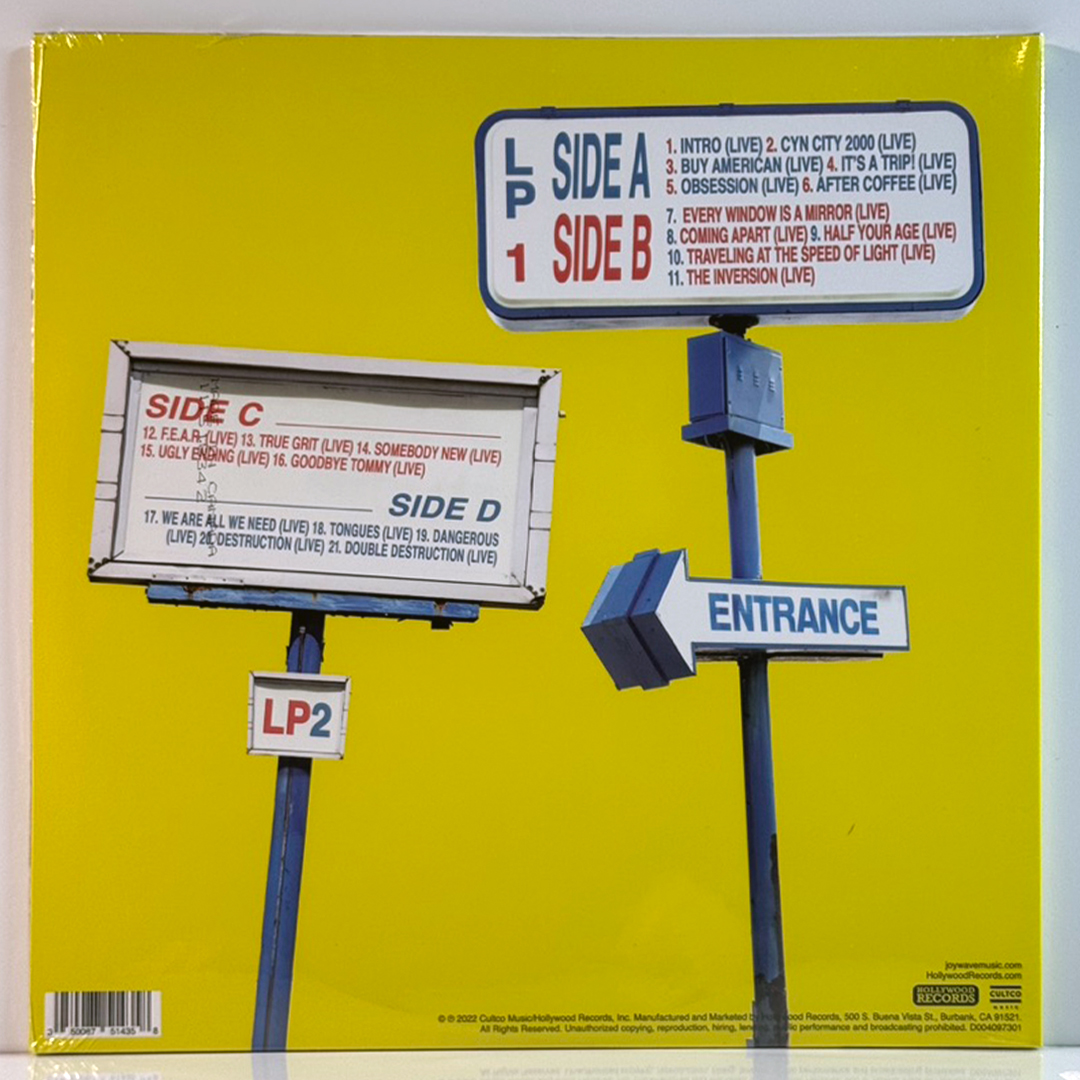 LP 1
SIDE A
1. INTRO (LIVE) 2. CYN CITY 2000 (LIVE)
3. BUY AMERICAN (LIVE) 4. IT'S A TRIP! (LIVE)
5. OBSESSION (LIVE) 6. AFTER COFFEE (LIVE)
SIDE B
7. EVERY WINDOW IS A MIRROR (LIVE)
8. COMING APART (LIVE) 9. HALF YOUR AGE (LIVE)
10. TRAVELING AT THE SPEED OF LIGHT (LIVE)
11. THE INVERSION (LIVE)
SIDE C
12. F.E.A.R. (LIVE) 13. TRUE GRIT (LIVE) 14. SOMEBODY NEW (LIVE)
15. UGLY ENDING (LIVE) 16. GOODBYE TOMMY (LIVE)
SIDE D
17. WE ARE ALL WE NEED (LIVE) 18. TONGUES (LIVE) 19. DANGEROUS
(LIVE) 20. DESTRUCTION (LIVE) 21. DOUBLE DESTRUCTION (LIVE)
LP2
ENTRANCE
joywavemusic.com
HollywoodRecords.com
HOLLYWOOD
RECORDS
CULTCO
MUSIC
© ℗ 2022 Cultco Music/Hollywood Records, Inc. Manufactured and Marketed by Hollywood Records, 500 S. Buena Vista St., Burbank, CA 91521.
All Rights Reserved. Unauthorized copying, reproduction, hiring, lending, public performance and broadcasting prohibited. D004097301
50087 51435 8